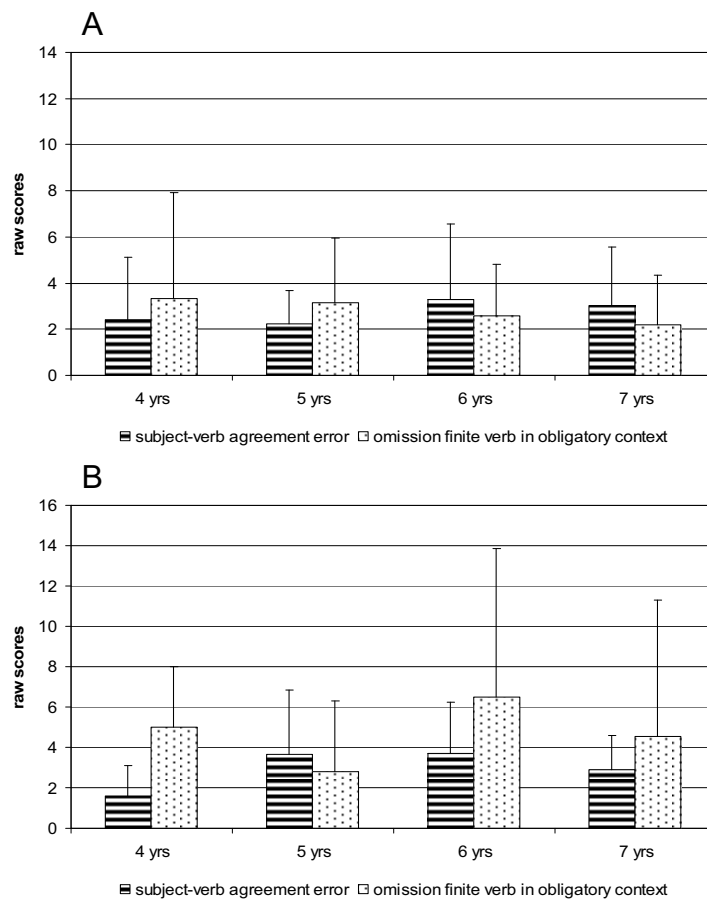 A
14
12
10
8
6
4
2
0
raw scores
4 yrs 5 yrs 6 yrs 7 yrs
subject-verb agreement error omission finite verb in obligatory context
B
16
14
12
10
8
6
4
2
0
raw scores
4 yrs 5 yrs 6 yrs 7 yrs
subject-verb agreement error omission finite verb in obligatory context